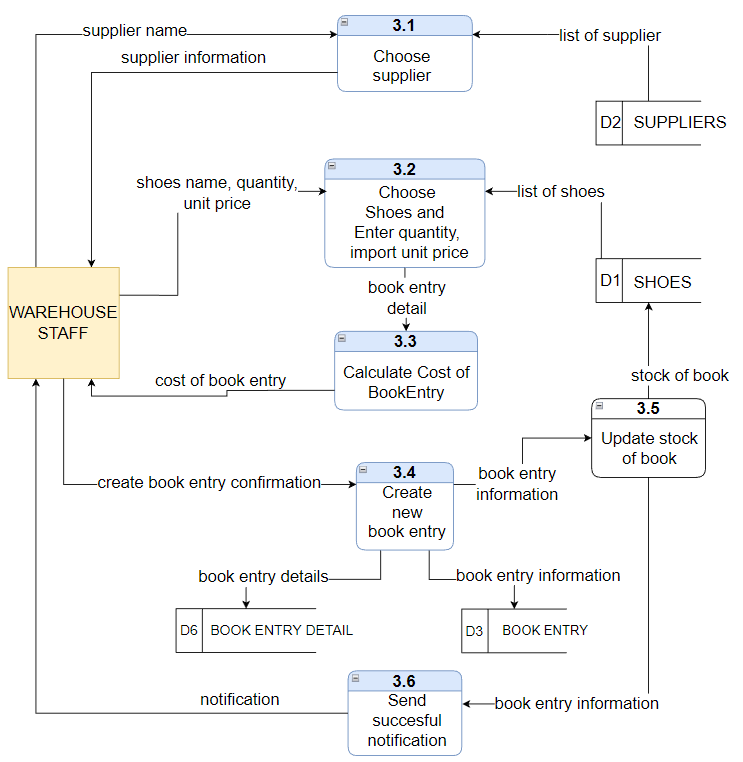 3.1
supplier name
list of supplier
Choose
supplier
supplier information
D2
SUPPLIERS
3.2
shoes name, quantity,
unit price
Choose
Shoes and
Enter quantity,
import unit price
list of shoes
D1
SHOES
book entry
detail
WAREHOUSE
STAFF
3.3
Calculate Cost of
BookEntry
cost of book entry
stock of book
3.5
Update stock
of book
3.4
Create
new
book entry
create book entry confirmation
book entry
information
book entry details
book entry information
D6
BOOK ENTRY DETAIL
D3
BOOK ENTRY
3.6
Send
succesful
notification
notification
book entry information